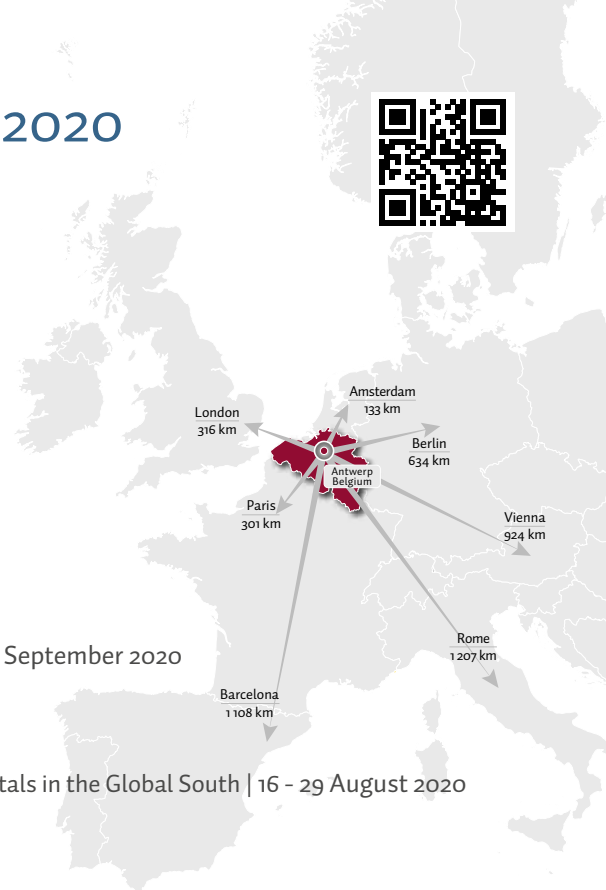 2020
Amsterdam
133 km
London
316 km
Berlin
634 km
Antwerp
Belgium
Paris
301 km
Vienna
924 km
Rome
1 207 km
September 2020
Barcelona
1 108 km
in the Global South | 16 - 29 August 2020